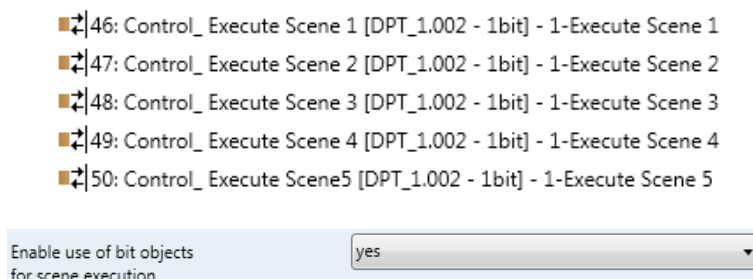 46: Control_ Execute Scene 1 [DPT_1.002 - 1bit] - 1-Execute Scene 1
47: Control_ Execute Scene 2 [DPT_1.002 - 1bit] - 1-Execute Scene 2
48: Control_ Execute Scene 3 [DPT_1.002 - 1bit] - 1-Execute Scene 3
49: Control_ Execute Scene 4 [DPT_1.002 - 1bit] - 1-Execute Scene 4
50: Control_ Execute Scene5 [DPT_1.002 - 1bit] - 1-Execute Scene 5
Enable use of bit objects yes
for scene execution